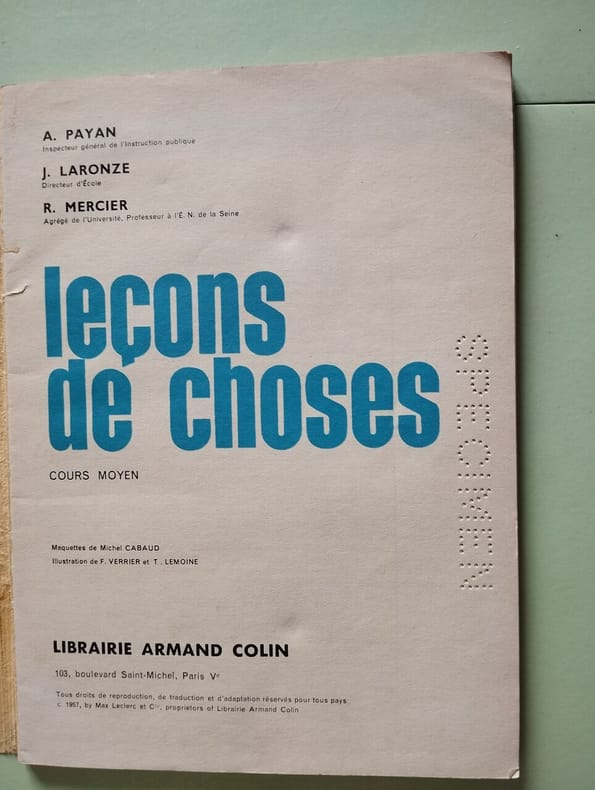 A. PAYAN
Inspecteur général de l'Instruction publique
J. LARONZE
Directeur d'École
R. MERCIER
Agrégé de l'Université, Professeur à l'É. N. de la Seine
leçons
de choses
SPECIMEN
COURS MOYEN
Maquettes de Michel CABAUD
Illustration de F. VERRIER et T. LEMOINE
LIBRAIRIE ARMAND COLIN
103, boulevard Saint-Michel, Paris Vᵉ
Tous droits de reproduction, de traduction et d'adaptation réservés pour tous pays
c. 1957, by Max Leclerc et Cⁱᵉ, proprietors of Librairie Armand Colin